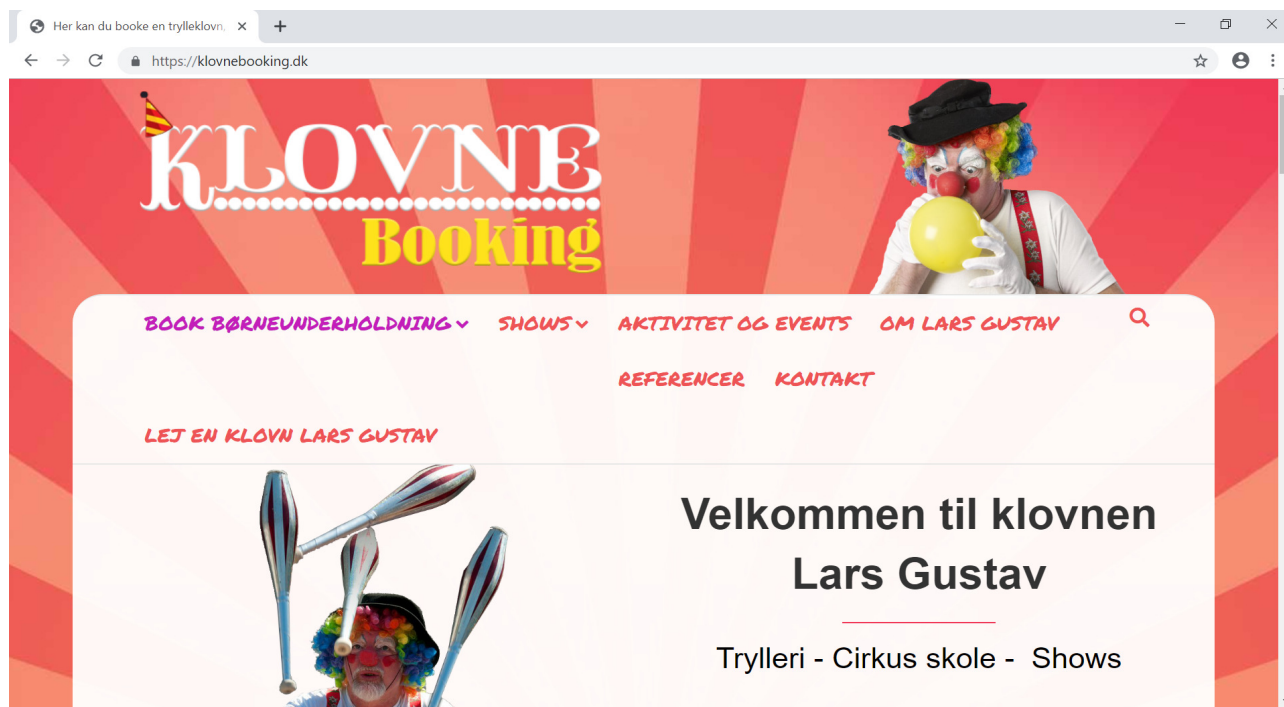 Her kan du booke en trylleklovn,
https://klovnebooking.dk
KLOVNE
Booking
BOOK BØRNEUNDERHOLDNING
SHOWS
AKTIVITET OG EVENTS
OM LARS GUSTAV
REFERENCER
KONTAKT
LEJ EN KLOVN LARS GUSTAV
Velkommen til klovnen
Lars Gustav
Trylleri - Cirkus skole - Shows